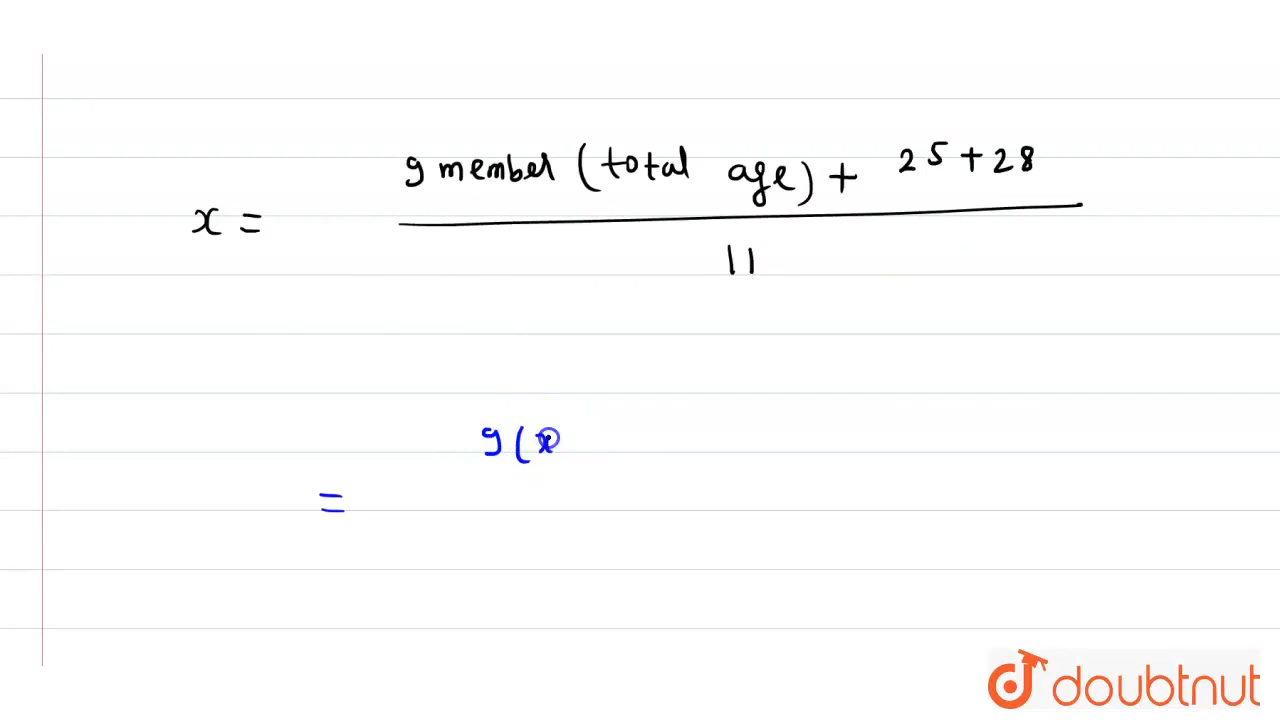 9 member (total age) + 25+28
x =
11
9 (x
=
doubtnut